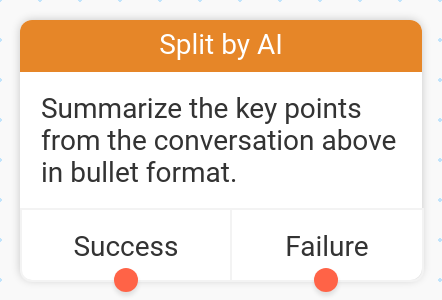 Split by AI
Summarize the key points
from the conversation above
in bullet format.
Success
Failure